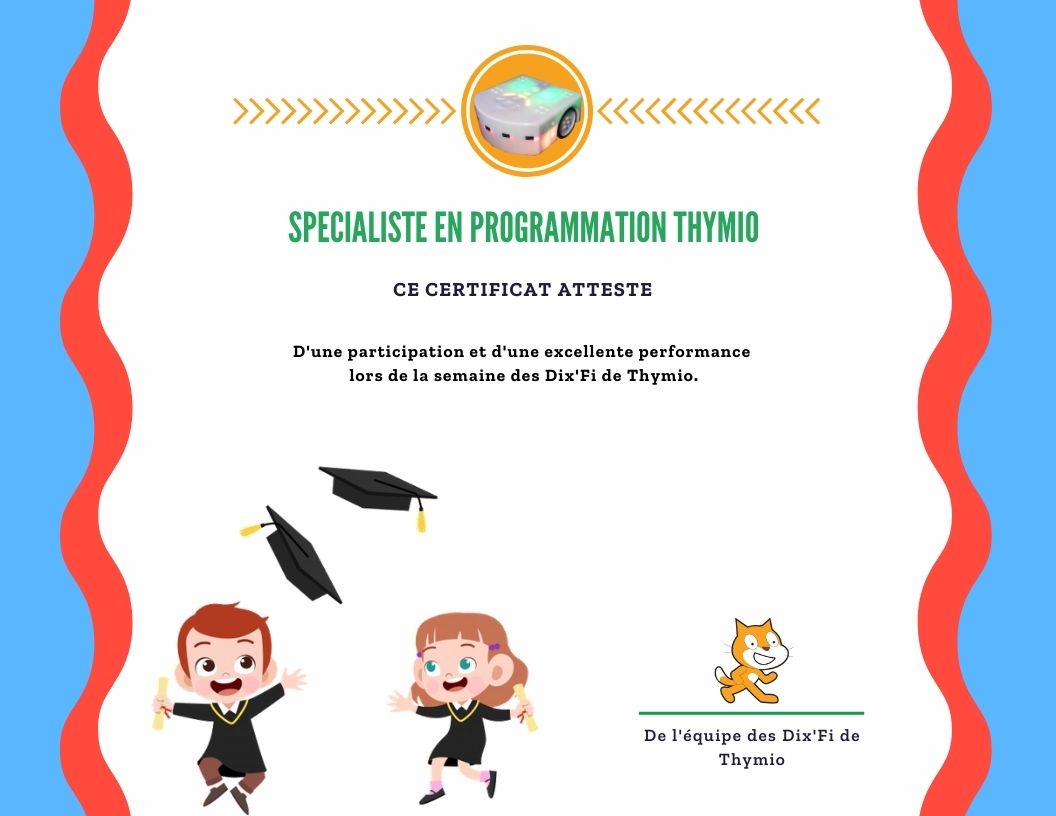 SPECIALISTE EN PROGRAMMATION THYMIO
CE CERTIFICAT ATTESTE
D'une participation et d'une excellente performance
lors de la semaine des Dix'Fi de Thymio.
De l'équipe des Dix'Fi de
Thymio